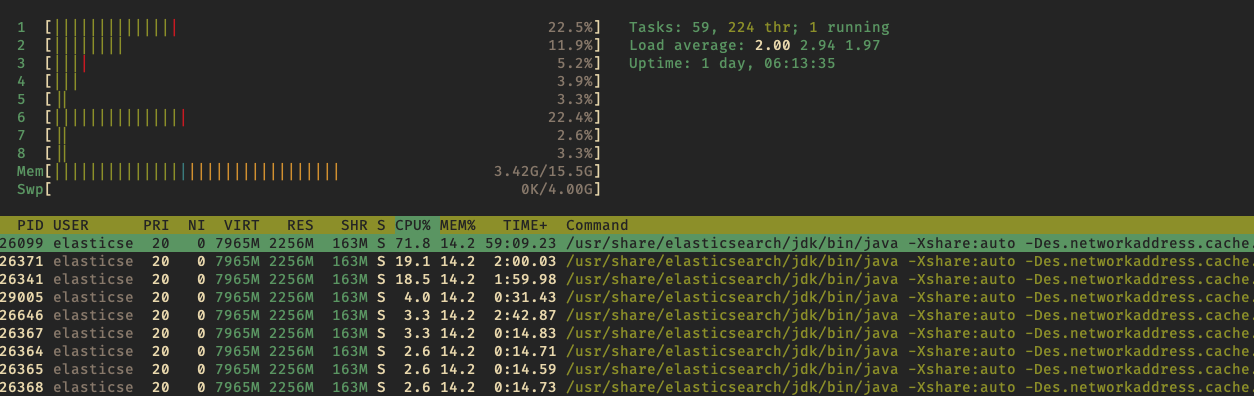 1 [|||||||||||||| 22.5%] Tasks: 59, 224 thr; 1 running
2 [|||||||| 11.9%] Load average: 2.00 2.94 1.97
3 [|||| 5.2%] Uptime: 1 day, 06:13:35
4 [||| 3.9%]
5 [|| 3.3%]
6 [||||||||||||||| 22.4%]
7 [|| 2.6%]
8 [|| 3.3%]
Mem[||||||||||||||||||||||||||||||||| 3.42G/15.5G]
Swp[ 0K/4.00G]
PID USER PRI NI VIRT RES SHR S CPU% MEM% TIME+ Command
26099 elasticse 20 0 7965M 2256M 163M S 71.8 14.2 59:09.23 /usr/share/elasticsearch/jdk/bin/java -Xshare:auto -Des.networkaddress.cache.
26371 elasticse 20 0 7965M 2256M 163M S 19.1 14.2 2:00.03 /usr/share/elasticsearch/jdk/bin/java -Xshare:auto -Des.networkaddress.cache.
26341 elasticse 20 0 7965M 2256M 163M S 18.5 14.2 1:59.98 /usr/share/elasticsearch/jdk/bin/java -Xshare:auto -Des.networkaddress.cache.
29005 elasticse 20 0 7965M 2256M 163M S 4.0 14.2 0:31.43 /usr/share/elasticsearch/jdk/bin/java -Xshare:auto -Des.networkaddress.cache.
26646 elasticse 20 0 7965M 2256M 163M S 3.3 14.2 2:42.87 /usr/share/elasticsearch/jdk/bin/java -Xshare:auto -Des.networkaddress.cache.
26367 elasticse 20 0 7965M 2256M 163M S 3.3 14.2 0:14.83 /usr/share/elasticsearch/jdk/bin/java -Xshare:auto -Des.networkaddress.cache.
26364 elasticse 20 0 7965M 2256M 163M S 2.6 14.2 0:14.71 /usr/share/elasticsearch/jdk/bin/java -Xshare:auto -Des.networkaddress.cache.
26365 elasticse 20 0 7965M 2256M 163M S 2.6 14.2 0:14.59 /usr/share/elasticsearch/jdk/bin/java -Xshare:auto -Des.networkaddress.cache.
26368 elasticse 20 0 7965M 2256M 163M S 2.6 14.2 0:14.73 /usr/share/elasticsearch/jdk/bin/java -Xshare:auto -Des.networkaddress.cache.